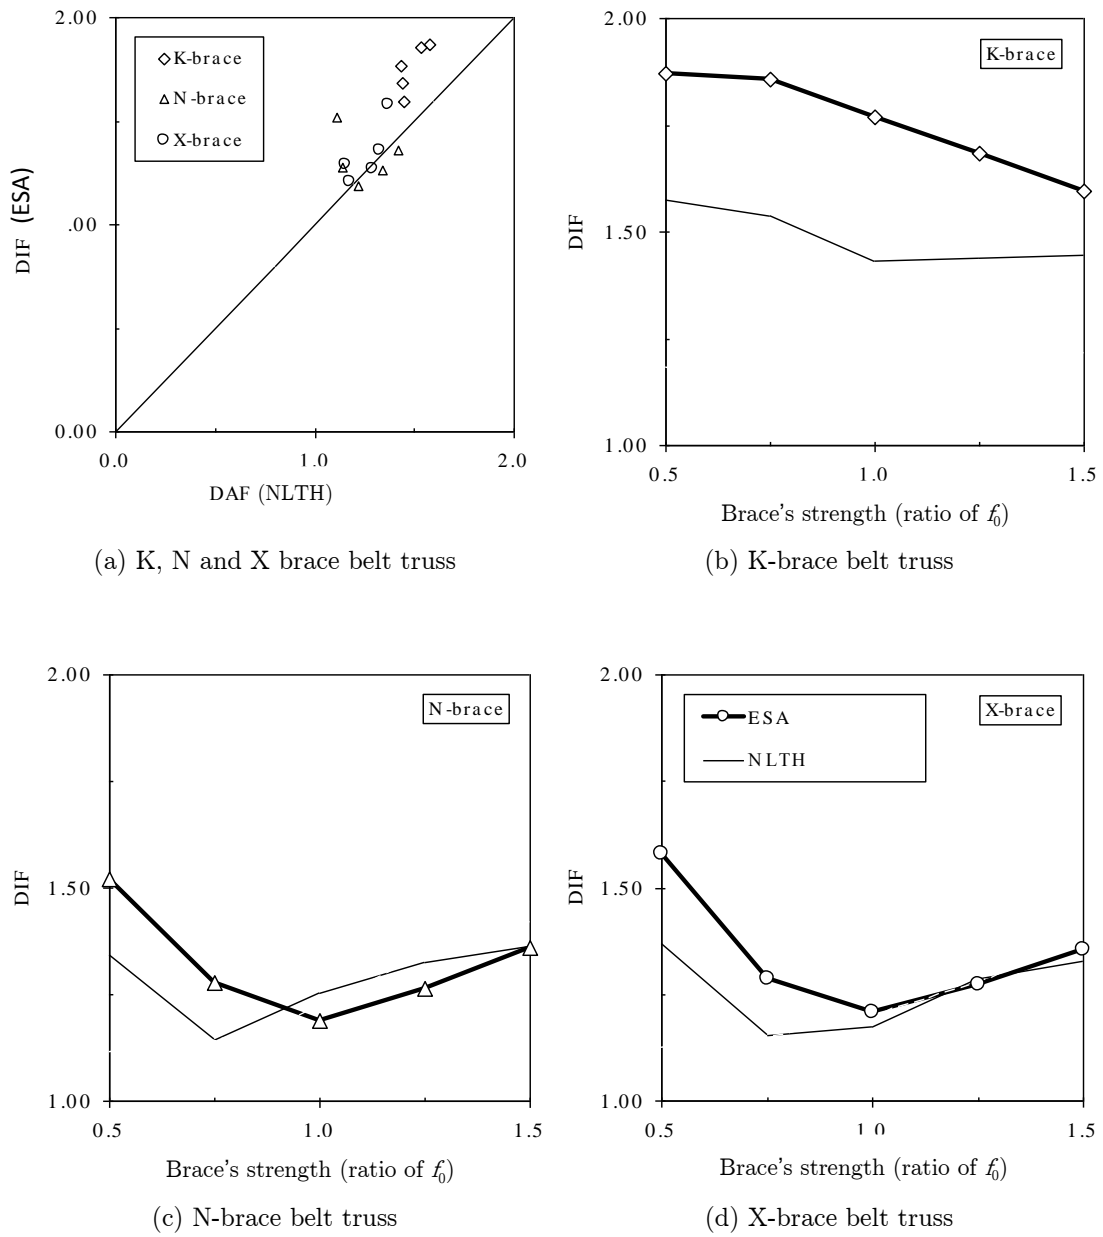 2.00
K-brace
N-brace
X-brace
DIF (ESA)
.00
0.00
0.0 1.0 2.0
DAF (NLTH)
(a) K, N and X brace belt truss
2.00
K-brace
DIF
1.50
1.00
0.5 1.0 1.5
Brace's strength (ratio of f0)
(b) K-brace belt truss
2.00
N-brace
DIF
1.50
1.00
0.5 1.0 1.5
Brace's strength (ratio of f0)
(c) N-brace belt truss
2.00
ESA
NLTH
X-brace
DIF
1.50
1.00
0.5 1.0 1.5
Brace's strength (ratio of f0)
(d) X-brace belt truss